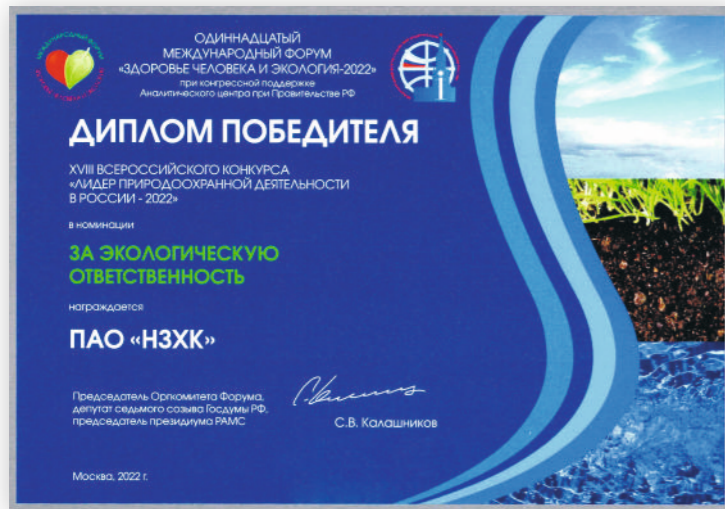 ОДИННАДЦАТЫЙ
МЕЖДУНАРОДНЫЙ ФОРУМ
«ЗДОРОВЬЕ ЧЕЛОВЕКА И ЭКОЛОГИЯ-2022»
при конгрессной поддержке
Аналитического центра при Правительстве РФ
ДИПЛОМ ПОБЕДИТЕЛЯ
XVIII ВСЕРОССИЙСКОГО КОНКУРСА
«ЛИДЕР ПРИРОДООХРАННОЙ ДЕЯТЕЛЬНОСТИ
В РОССИИ - 2022»
в номинации
ЗА ЭКОЛОГИЧЕСКУЮ
ОТВЕТСТВЕННОСТЬ
награждается
ПАО «НЗХК»
Председатель Оргкомитета Форума,
депутат седьмого созыва Госдумы РФ,
председатель президиума РАМС
С.В. Калашников
Москва, 2022 г.